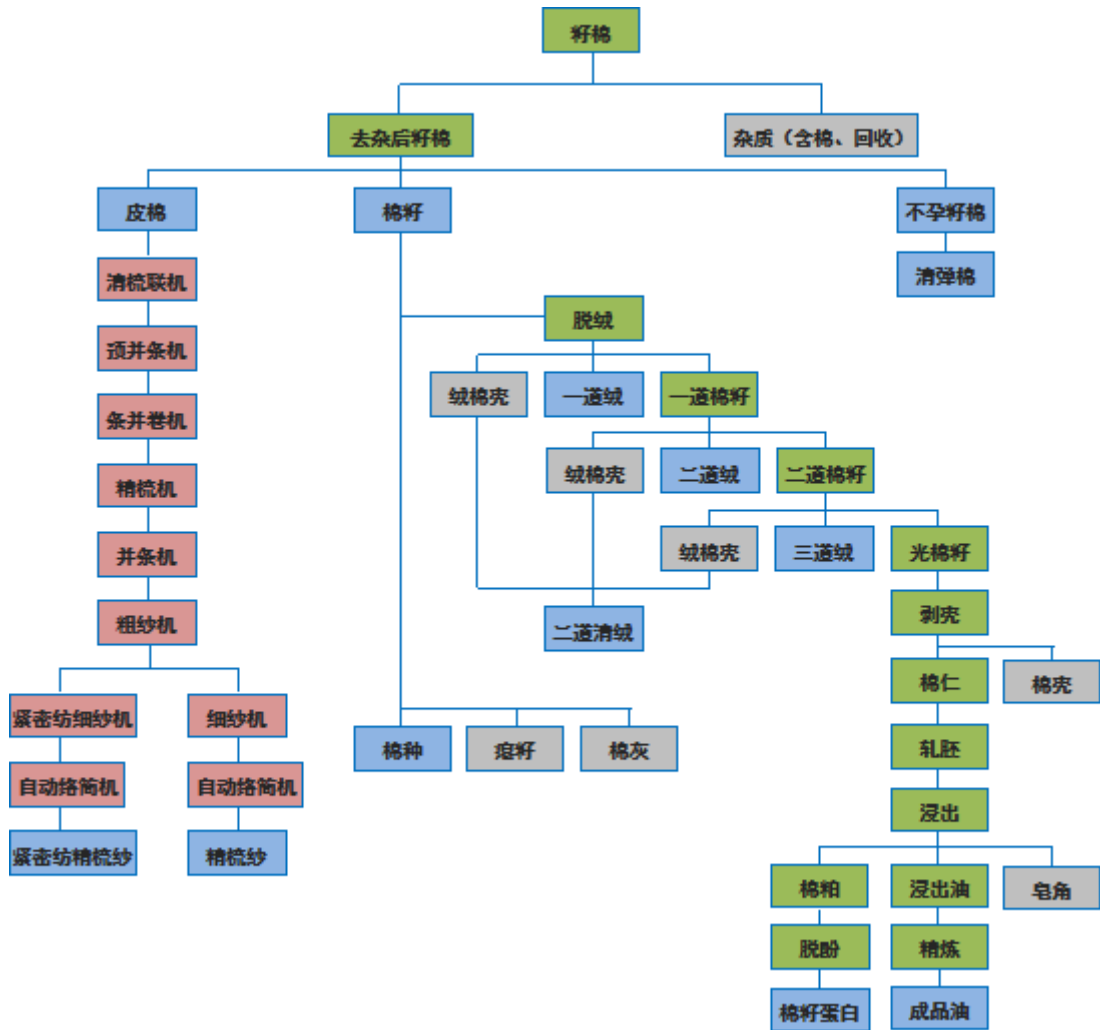 籽棉
去杂后籽棉
杂质（含棉、回收）
皮棉
棉籽
不孕籽棉
清梳联机
清弹棉
脱绒
预并条机
绒棉壳
一道绒
一道棉籽
条并卷机
绒棉壳
二道绒
二道棉籽
精梳机
绒棉壳
三道绒
光棉籽
并条机
剥壳
粗纱机
二道清绒
棉仁
棉壳
紧密纺细纱机
细纱机
棉种
瘪籽
棉灰
轧胚
自动络筒机
自动络筒机
浸出
紧密纺精梳纱
精梳纱
棉粕
浸出油
皂角
脱酚
精炼
棉籽蛋白
成品油